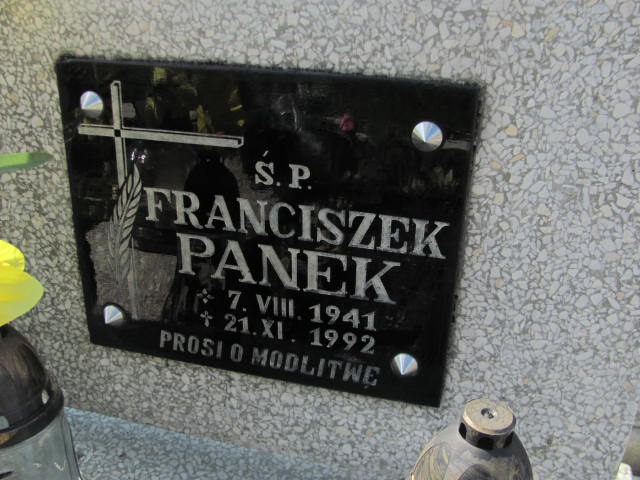 Ś.P.
FRANCISZEK
PANEK
7. VIII. 1941
✝ 21. XI. 1992
PROSI O MODLITWĘ